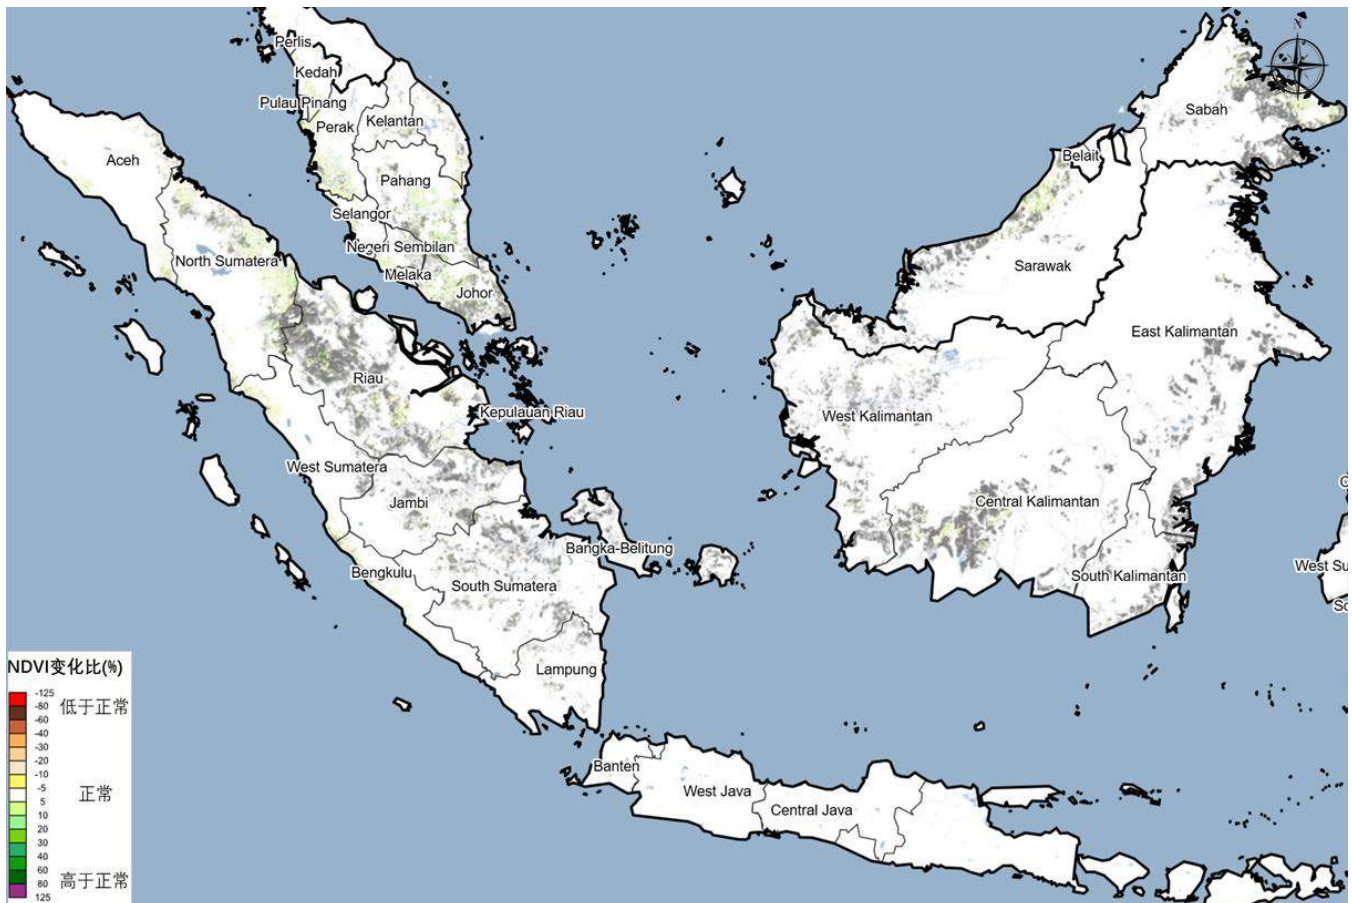 N
Perlis
Kedah
Pulau Pinang
Perak
Kelantan
Sabah
Aceh
Belait
Pahang
Selangor
Negeri Sembilan
North Sumatera
Melaka
Sarawak
Johor
East Kalimantan
Riau
Kepulauan Riau
West Kalimantan
West Sumatera
Jambi
Central Kalimantan
Bangka-Belitung
West Su
Bengkulu
South Sumatera
South Kalimantan
So
Lampung
Banten
West Java
Central Java
NDVI变化比(%)
-125
-80
低于正常
-60
-40
-30
-20
-10
-5
正常
5
10
20
30
40
60
80
高于正常
125